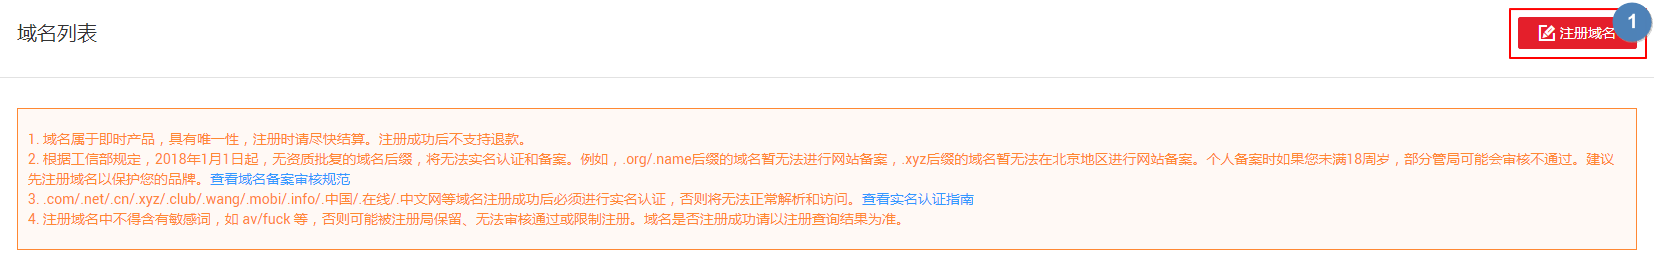 域名列表
注册域名
1
1. 域名属于即时产品，具有唯一性，注册时请尽快结算。注册成功后不支持退款。
2. 根据工信部规定，2018年1月1日起，无资质批复的域名后缀，将无法实名认证和备案。例如，.org/.name后缀的域名暂无法进行网站备案，.xyz后缀的域名暂无法在北京地区进行网站备案。个人备案时如果您未满18周岁，部分管局可能会审核不通过。建议
先注册域名以保护您的品牌。查看域名备案审核规范
3. .com/.net/.cn/.xyz/.club/.wang/.mobi/.info/.中国/.在线/.中文网等域名注册成功后必须进行实名认证，否则将无法正常解析和访问。查看实名认证指南
4. 注册域名中不得含有敏感词，如 av/fuck 等，否则可能被注册局保留、无法审核通过或限制注册。域名是否注册成功请以注册查询结果为准。